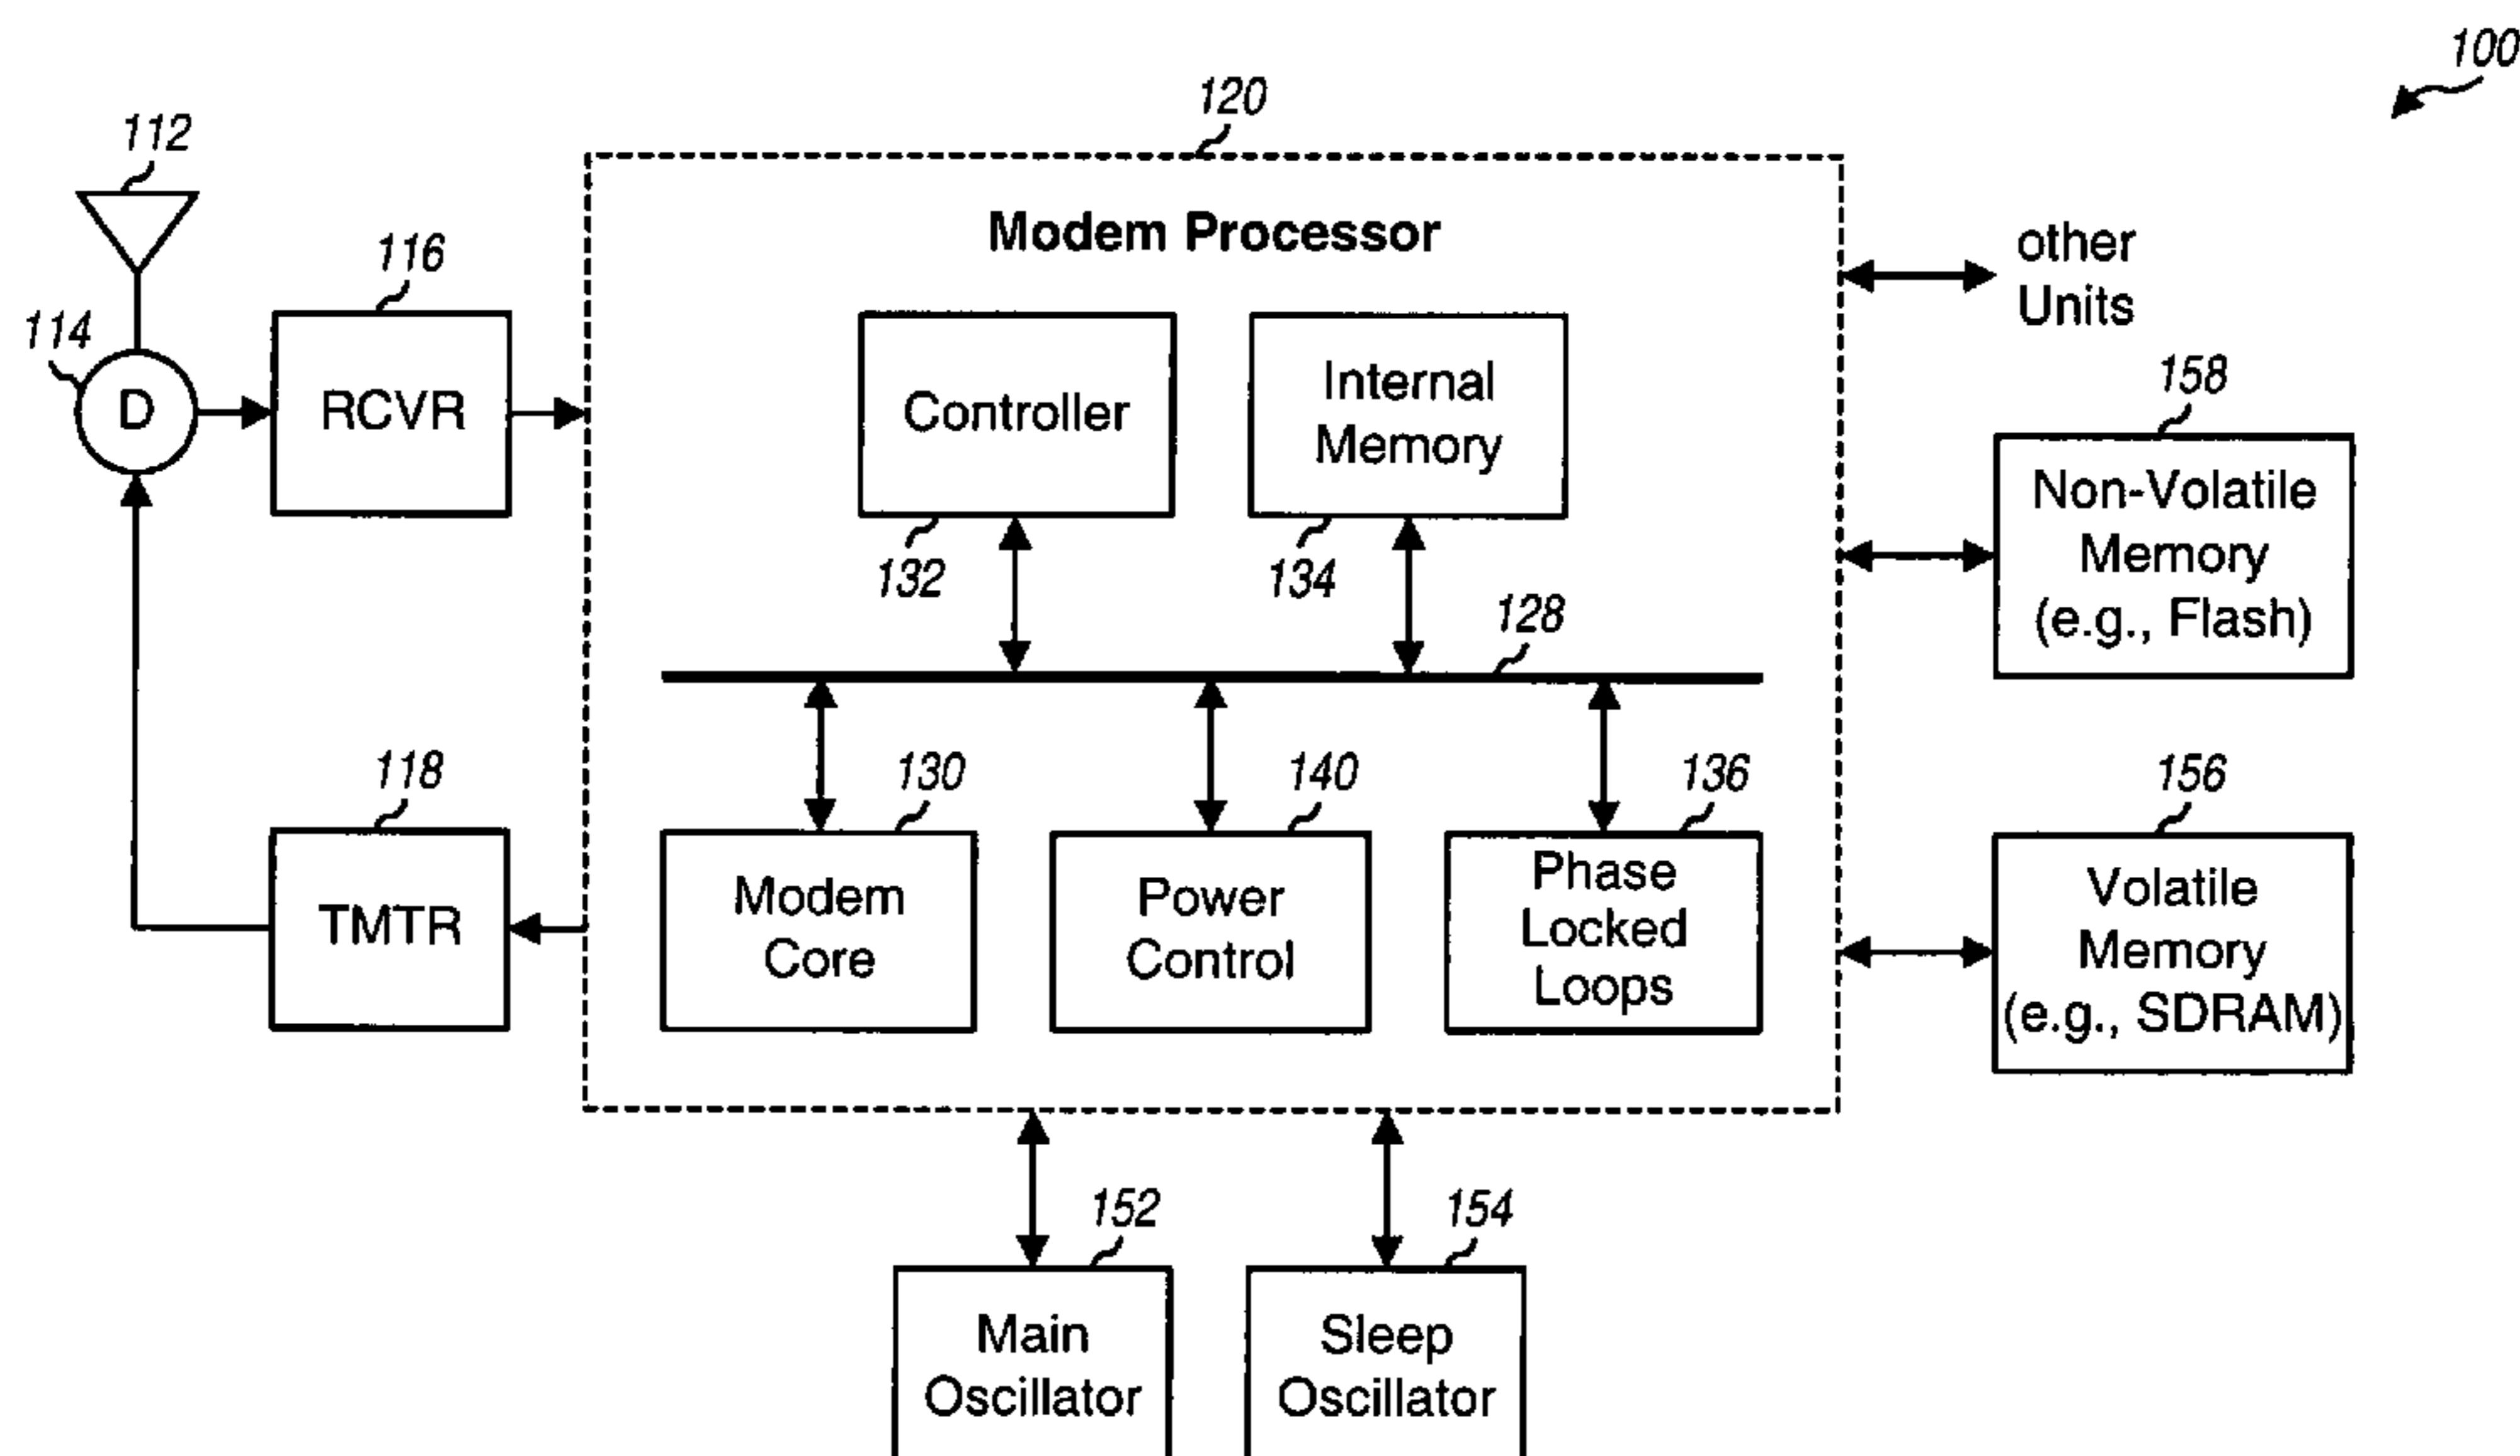 100
120
112
Modem Processor
116
other
Units
114
D
RCVR
Controller
Internal
Memory
158
Non-Volatile
Memory
(e.g., Flash)
132
134
128
118
130
140
136
156
TMTR
Modem
Core
Power
Control
Phase
Locked
Loops
Volatile
Memory
(e.g., SDRAM)
152
154
Main
Oscillator
Sleep
Oscillator